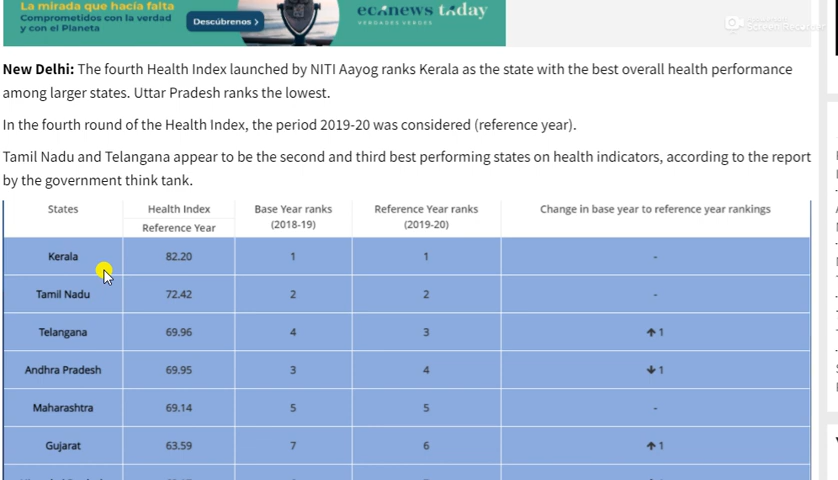 La mirada que hacía falta
Comprometidos con la verdad
y con el Planeta
Descúbrenos >
ecnews today
VERDADES VERDES
New Delhi: The fourth Health Index launched by NITI Aayog ranks Kerala as the state with the best overall health performance
among larger states. Uttar Pradesh ranks the lowest.
In the fourth round of the Health Index, the period 2019-20 was considered (reference year).
Tamil Nadu and Telangana appear to be the second and third best performing states on health indicators, according to the report
by the government think tank.
States Health Index Base Year ranks Reference Year ranks Change in base year to reference year rankings
Reference Year (2018-19) (2019-20)
Kerala 82.20 1 1 -
Tamil Nadu 72.42 2 2 -
Telangana 69.96 4 3 ↑ 1
Andhra Pradesh 69.95 3 4 ↓ 1
Maharashtra 69.14 5 5 -
Gujarat 63.59 7 6 ↑ 1